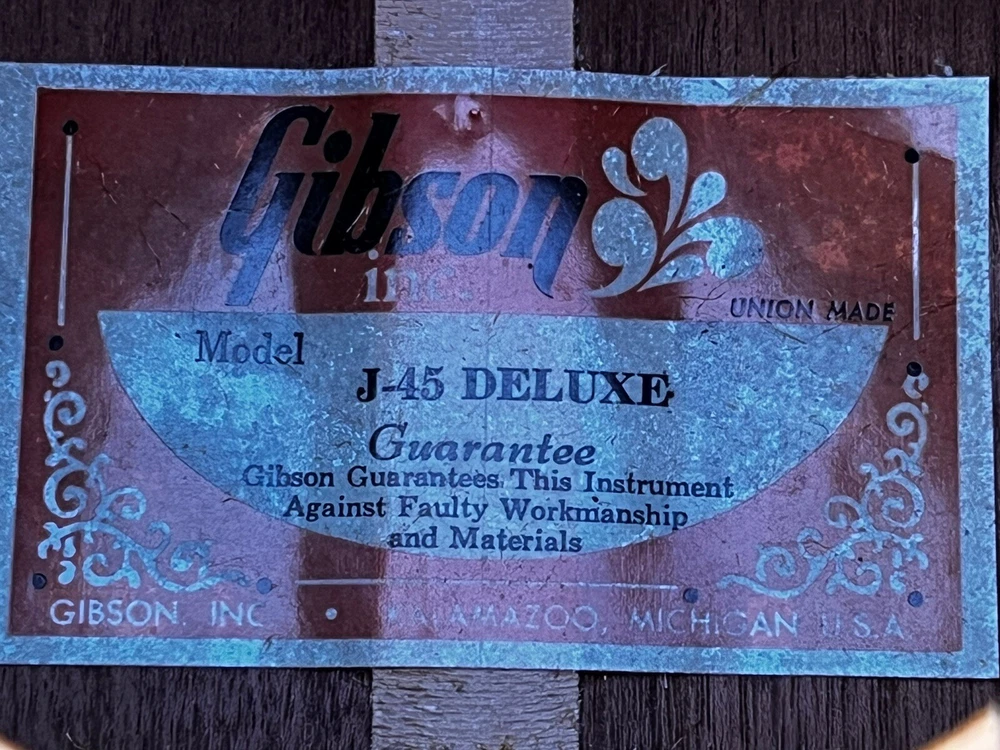 Gibson
inc.
UNION MADE
Model
J-45 DELUXE
Guarantee
Gibson Guarantees This Instrument
Against Faulty Workmanship
and Materials
GIBSON, INC • KALAMAZOO, MICHIGAN U.S.A.